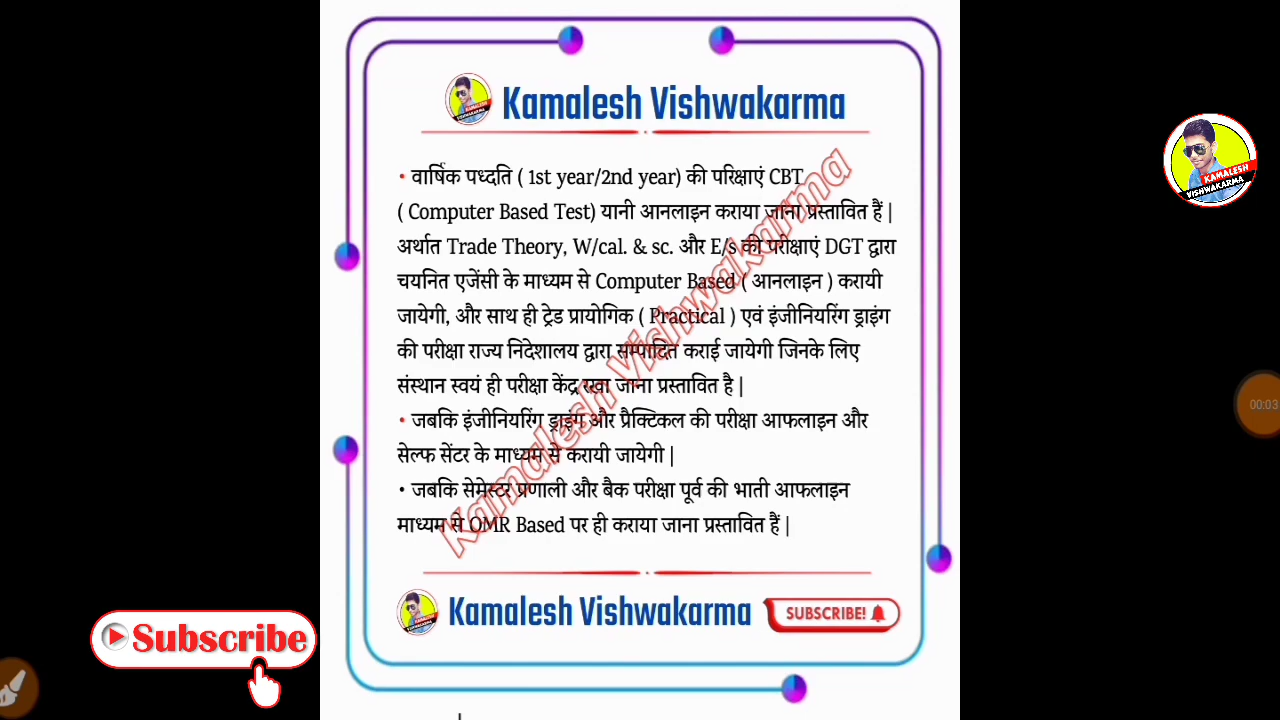 Kamalesh Vishwakarma
KAMALESH
VISHWAKARMA
• वार्षिक पध्दति ( 1st year/2nd year) की परिक्षाएं CBT
( Computer Based Test) यानी आनलाइन कराया जाना प्रस्तावित हैं |
अर्थात Trade Theory, W/cal. & sc. और E/s की परीक्षाएं DGT द्वारा
चयनित एजेंसी के माध्यम से Computer Based ( आनलाइन ) करायी
जायेगी, और साथ ही ट्रेड प्रायोगिक ( Practical ) एवं इंजीनियरिंग ड्राइंग
की परीक्षा राज्य निदेशालय द्वारा सम्पादित कराई जायेगी जिनके लिए
संस्थान स्वयं ही परीक्षा केंद्र रखा जाना प्रस्तावित है |
• जबकि इंजीनियरिंग ड्राइंग और प्रैक्टिकल की परीक्षा आफलाइन और
सेल्फ सेंटर के माध्यम से करायी जायेगी |
• जबकि सेमेस्टर प्रणाली और बैक परीक्षा पूर्व की भाती आफलाइन
माध्यम से OMR Based पर ही कराया जाना प्रस्तावित हैं |
Kamalesh Vishwakarma
00:03
Kamalesh Vishwakarma
SUBSCRIBE!
Subscribe